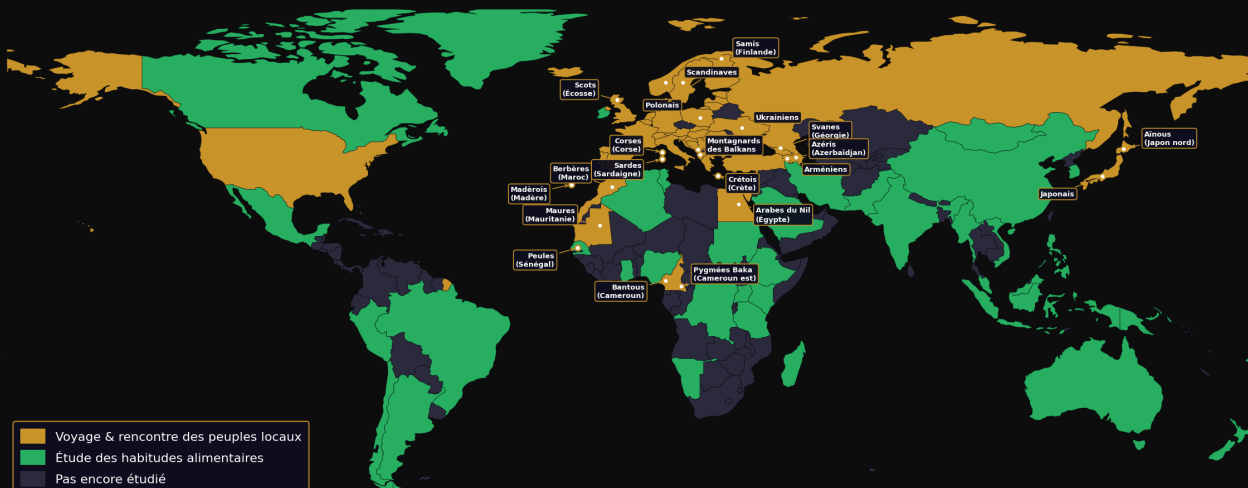 Samis
(Finlande)
Scandinaves
Scots
(Écosse)
Polonais
Ukrainiens
Svanes
(Géorgie)
Azéris
(Azerbaïdjan)
Arméniens
Aïnous
(Japon nord)
Japonais
Corses
(Corse)
Montagnards
des Balkans
Sardes
(Sardaigne)
Berbères
(Maroc)
Crétois
(Crète)
Madèrois
(Madère)
Maures
(Mauritanie)
Arabes du Nil
(Égypte)
Peules
(Sénégal)
Pygmées Baka
(Cameroun est)
Bantous
(Cameroun)
Voyage & rencontre des peuples locaux
Étude des habitudes alimentaires
Pas encore étudié